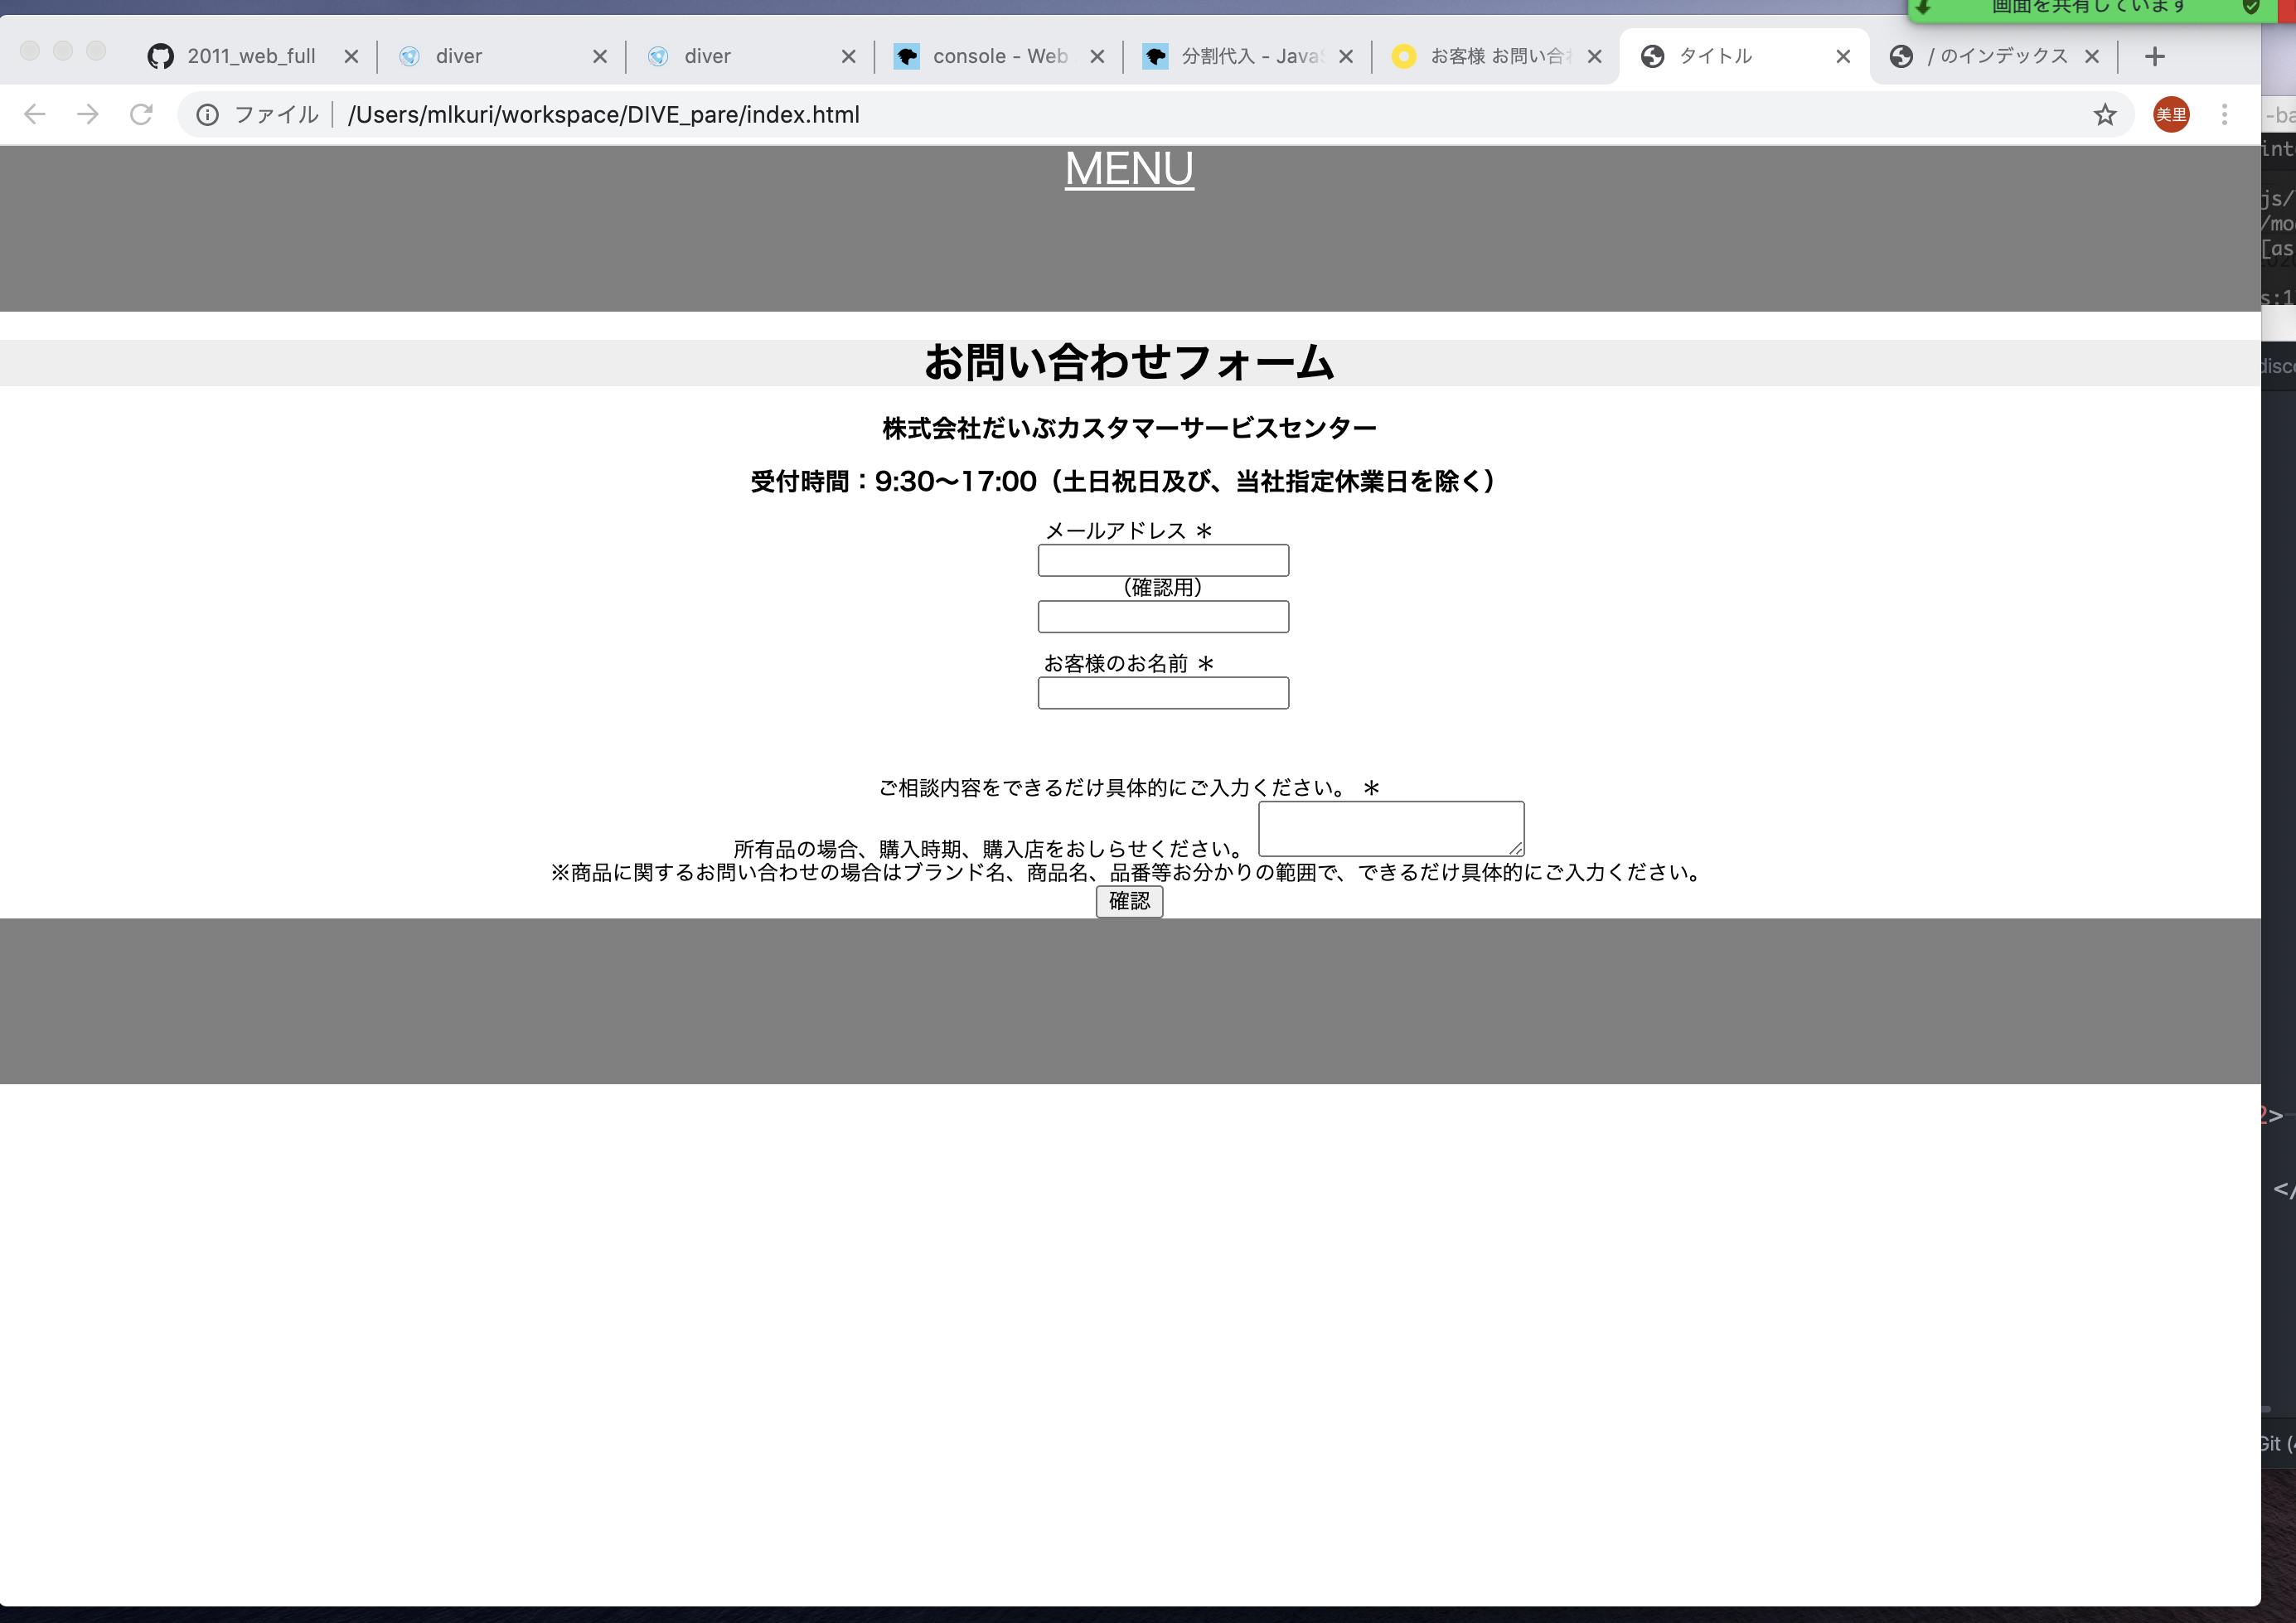 画面を共有しています
2011_web_full
diver
diver
console - Web
分割代入 - Java
お客様 お問い合
タイトル
/ のインデックス
ファイル
/Users/mlkuri/workspace/DIVE_pare/index.html
美里
-ba
int
js/
/mo
[as
s:1
MENU
お問い合わせフォーム
disc
株式会社だいぶカスタマーサービスセンター
受付時間：9:30〜17:00（土日祝日及び、当社指定休業日を除く）
メールアドレス ＊
（確認用）
お客様のお名前 ＊
ご相談内容をできるだけ具体的にご入力ください。 ＊
所有品の場合、購入時期、購入店をおしらせください。
※商品に関するお問い合わせの場合はブランド名、商品名、品番等お分かりの範囲で、できるだけ具体的にご入力ください。
確認
2>
</
Git (